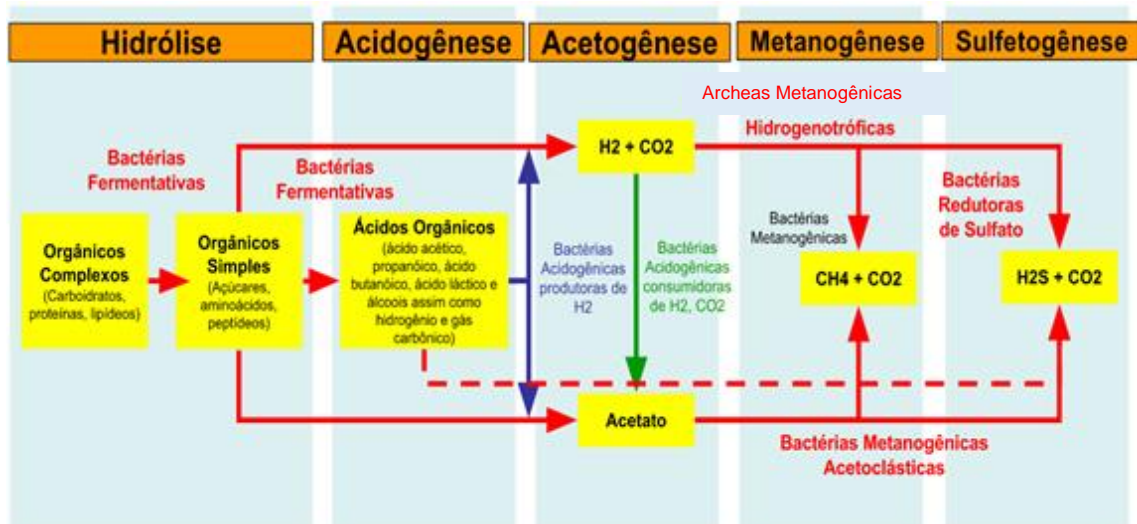 Hidrólise
Acidogênese
Acetogênese
Metanogênese
Sulfetogênese
Archeas Metanogênicas
Hidrogenotróficas
H2 + CO2
Bactérias
Fermentativas
Bactérias
Fermentativas
Bactérias
Redutoras
de Sulfato
Orgânicos
Complexos
(Carboidratos,
proteínas, lipídeos)
Orgânicos
Simples
(Açúcares,
aminoácidos,
peptídeos)
Ácidos Orgânicos
(ácido acético,
propanóico, ácido
butanóico, ácido láctico e
álcoois assim como
hidrogênio e gás
carbônico)
Bactérias
Acidogênicas
produtoras de
H2
Bactérias
Acidogênicas
consumidoras
de H2, CO2
Bactérias
Metanogênicas
CH4 + CO2
H2S + CO2
Acetato
Bactérias Metanogênicas
Acetoclásticas